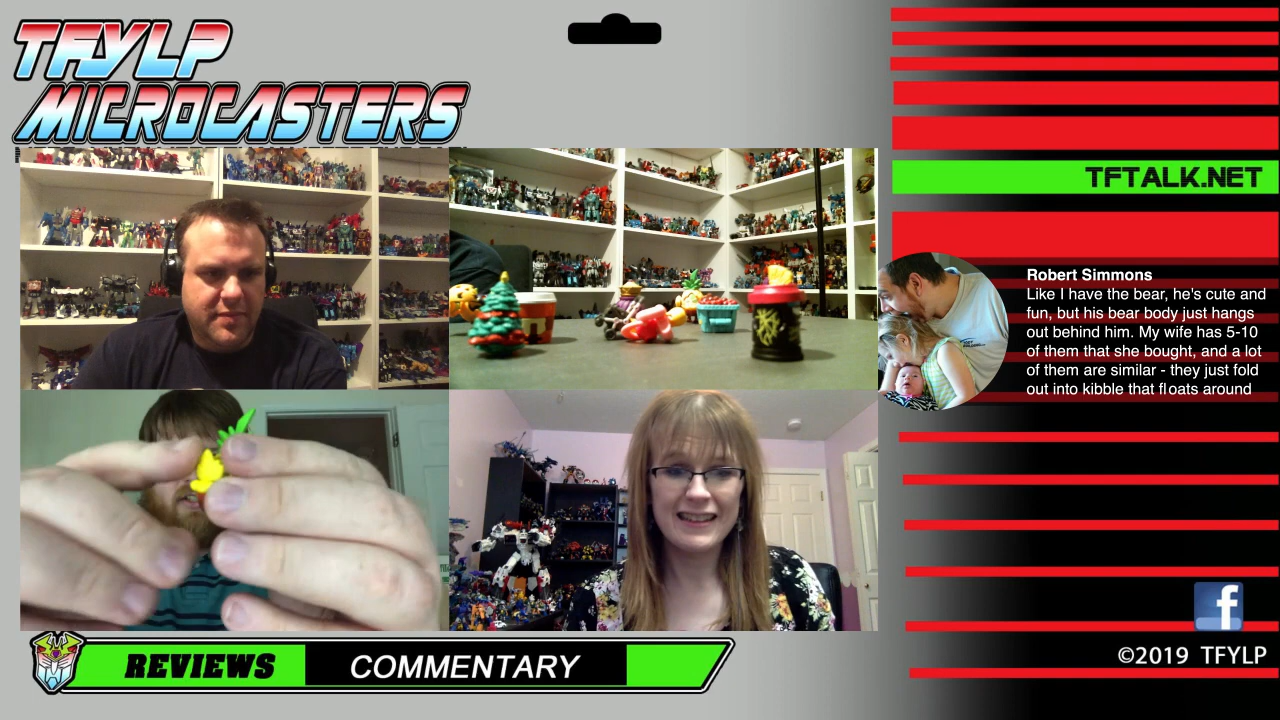 TFYLP
MICROCASTERS
TFTALK.NET
Robert Simmons
Like I have the bear, he's cute and
fun, but his bear body just hangs
out behind him. My wife has 5-10
of them that she bought, and a lot
of them are similar - they just fold
out into kibble that floats around
f
©2019 TFYLP
REVIEWS COMMENTARY